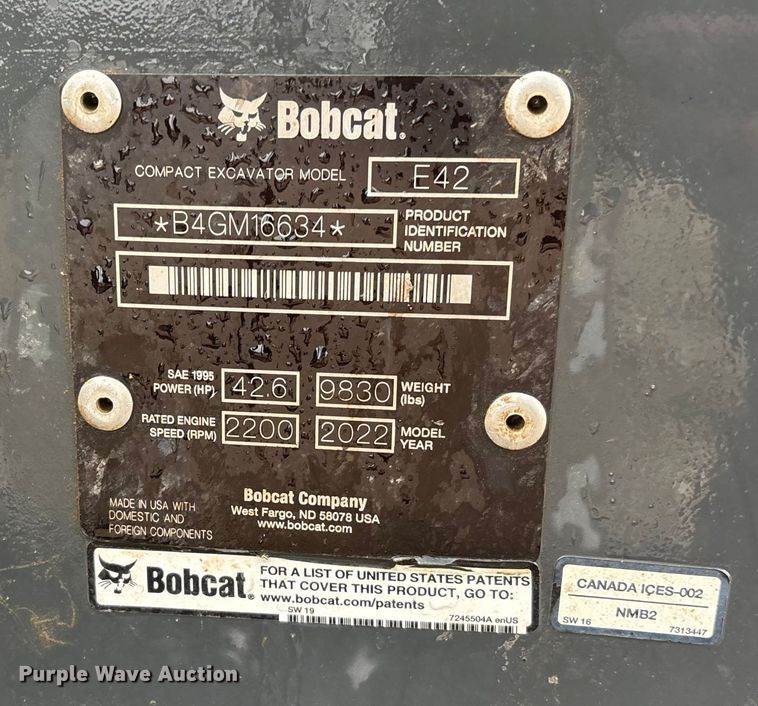 Bobcat.
COMPACT EXCAVATOR MODEL E42
*B4GM16634*
PRODUCT
IDENTIFICATION
NUMBER
SAE 1995
POWER (HP) 42.6 9830 WEIGHT
(lbs)
RATED ENGINE
SPEED (RPM) 2200 2022 MODEL
YEAR
MADE IN USA WITH
DOMESTIC AND
FOREIGN COMPONENTS
Bobcat Company
West Fargo, ND 58078 USA
www.bobcat.com
Bobcat®
FOR A LIST OF UNITED STATES PATENTS
THAT COVER THIS PRODUCT, GO TO:
www.bobcat.com/patents
SW 19
7245504A enUS
CANADA ICES-002
NMB2
SW 16
7313447
Purple Wave Auction